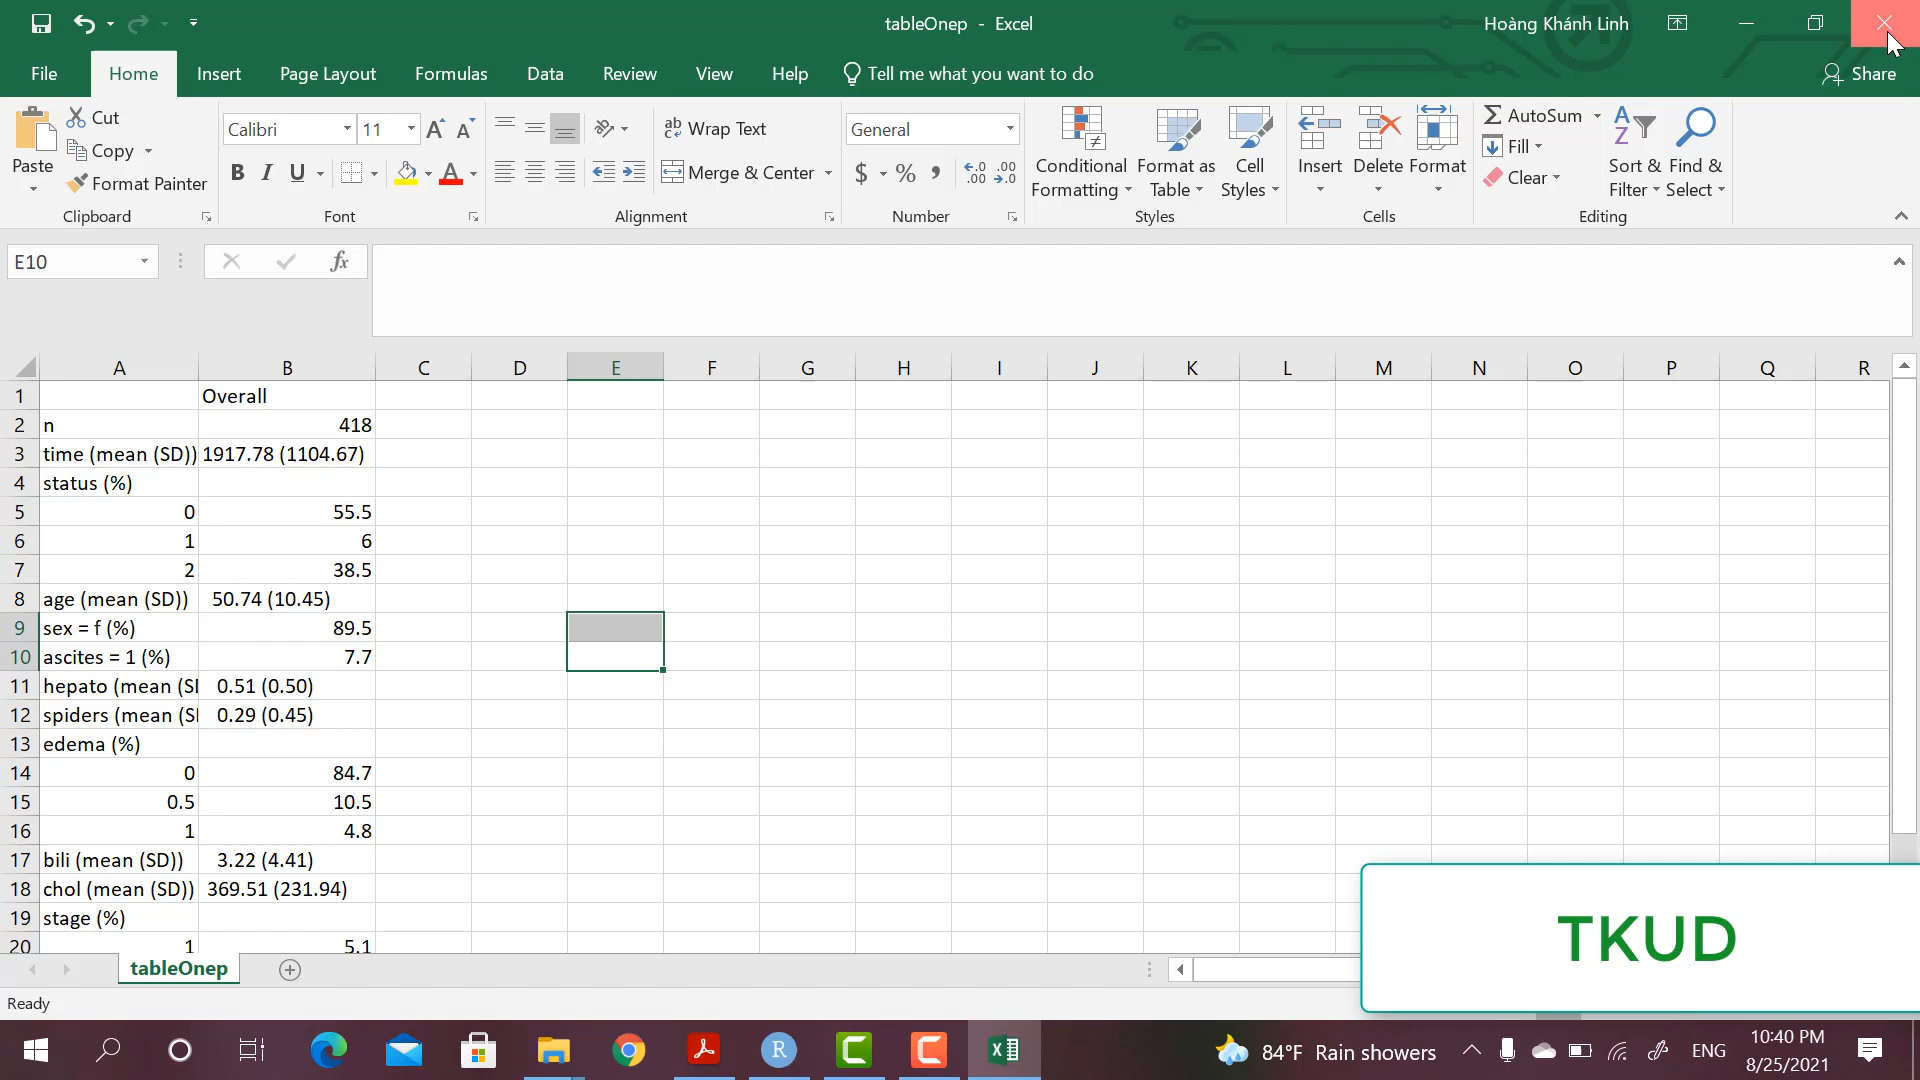 tableOnep - Excel
Hoàng Khánh Linh
File Home Insert Page Layout Formulas Data Review View Help Tell me what you want to do Share
Paste
Cut
Copy
Format Painter
Clipboard
Calibri 11
B I U
Font
Wrap Text
Merge & Center
Alignment
General
$ %
Number
Conditional Formatting
Format as Table
Cell Styles
Styles
Insert Delete Format
Cells
AutoSum
Fill
Clear
Sort & Filter
Find & Select
Editing
E10 fx
A B C D E F G H I J K L M N O P Q R
1 Overall
2 n 418
3 time (mean (SD)) 1917.78 (1104.67)
4 status (%)
5 0 55.5
6 1 6
7 2 38.5
8 age (mean (SD)) 50.74 (10.45)
9 sex = f (%) 89.5
10 ascites = 1 (%) 7.7
11 hepato (mean (SD 0.51 (0.50)
12 spiders (mean (SD 0.29 (0.45)
13 edema (%)
14 0 84.7
15 0.5 10.5
16 1 4.8
17 bili (mean (SD)) 3.22 (4.41)
18 chol (mean (SD)) 369.51 (231.94)
19 stage (%)
20 1 5.1
tableOnep
Ready
TKUD
84°F Rain showers
ENG
10:40 PM
8/25/2021